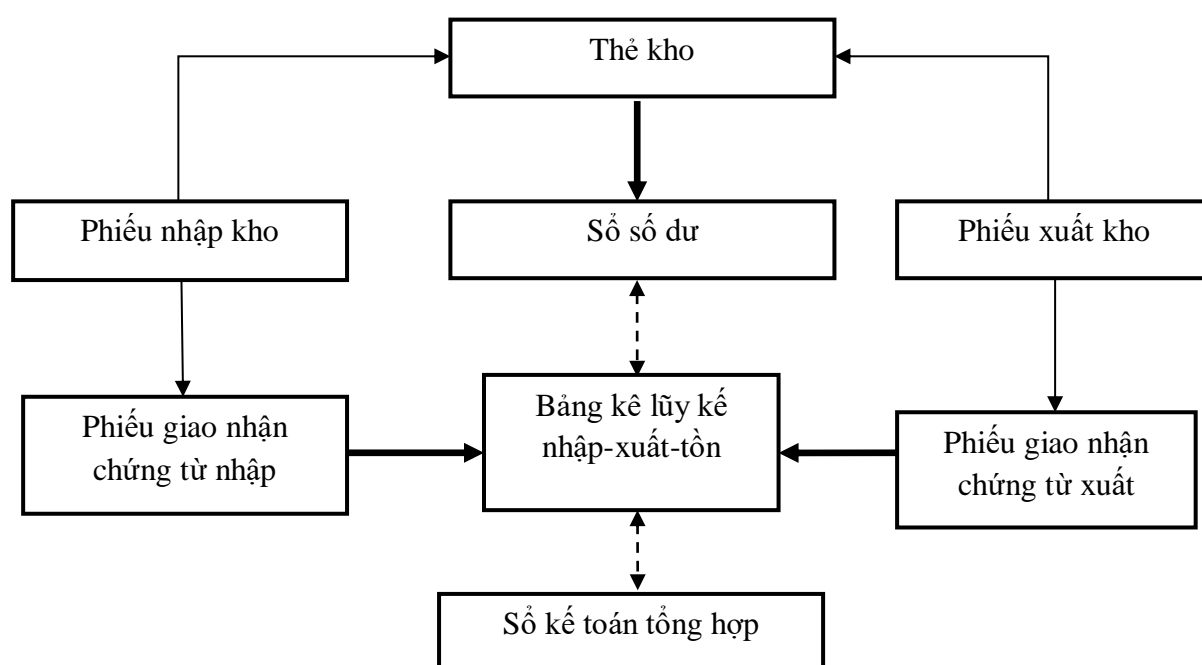 Thẻ kho
Phiếu nhập kho
Sổ số dư
Phiếu xuất kho
Phiếu giao nhận
chứng từ nhập
Bảng kê lũy kế
nhập-xuất-tồn
Phiếu giao nhận
chứng từ xuất
Sổ kế toán tổng hợp